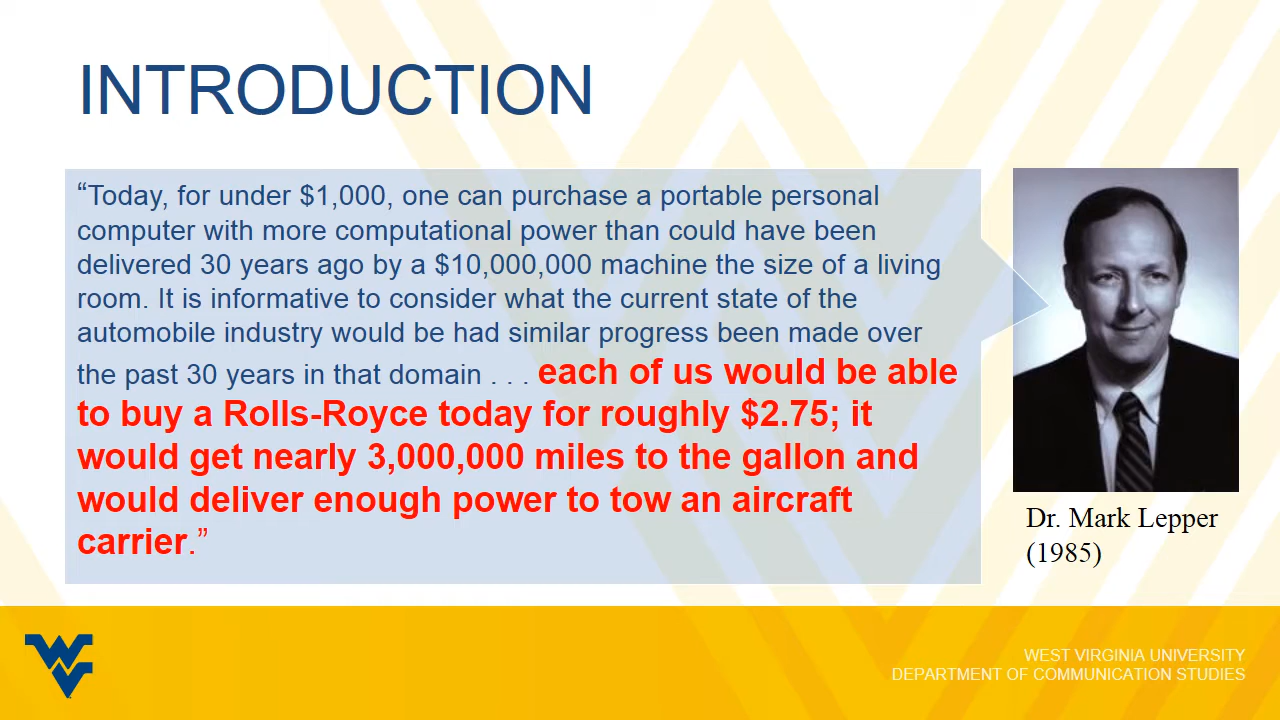 INTRODUCTION
“Today, for under $1,000, one can purchase a portable personal
computer with more computational power than could have been
delivered 30 years ago by a $10,000,000 machine the size of a living
room. It is informative to consider what the current state of the
automobile industry would be had similar progress been made over
the past 30 years in that domain . . . each of us would be able
to buy a Rolls-Royce today for roughly $2.75; it
would get nearly 3,000,000 miles to the gallon and
would deliver enough power to tow an aircraft
carrier.”
Dr. Mark Lepper
(1985)
WEST VIRGINIA UNIVERSITY
DEPARTMENT OF COMMUNICATION STUDIES